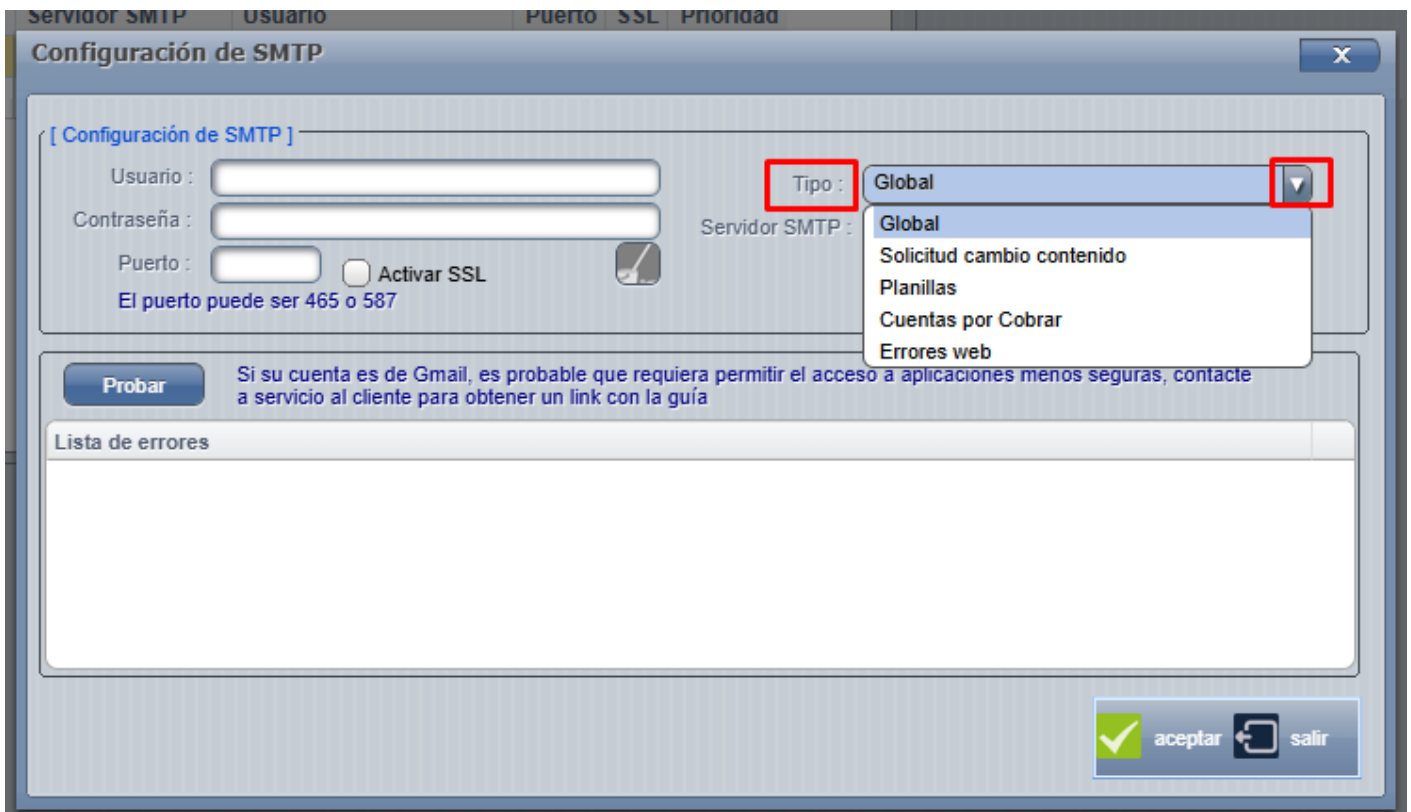 Servidor SMTP Usuario Puerto SSL Prioridad
Configuración de SMTP
X
[ Configuración de SMTP ]
Usuario :
Tipo : Global
Contraseña :
Servidor SMTP :
Global
Solicitud cambio contenido
Planillas
Cuentas por Cobrar
Errores web
Puerto :
Activar SSL
El puerto puede ser 465 o 587
Probar
Si su cuenta es de Gmail, es probable que requiera permitir el acceso a aplicaciones menos seguras, contacte
a servicio al cliente para obtener un link con la guía
Lista de errores
aceptar
salir